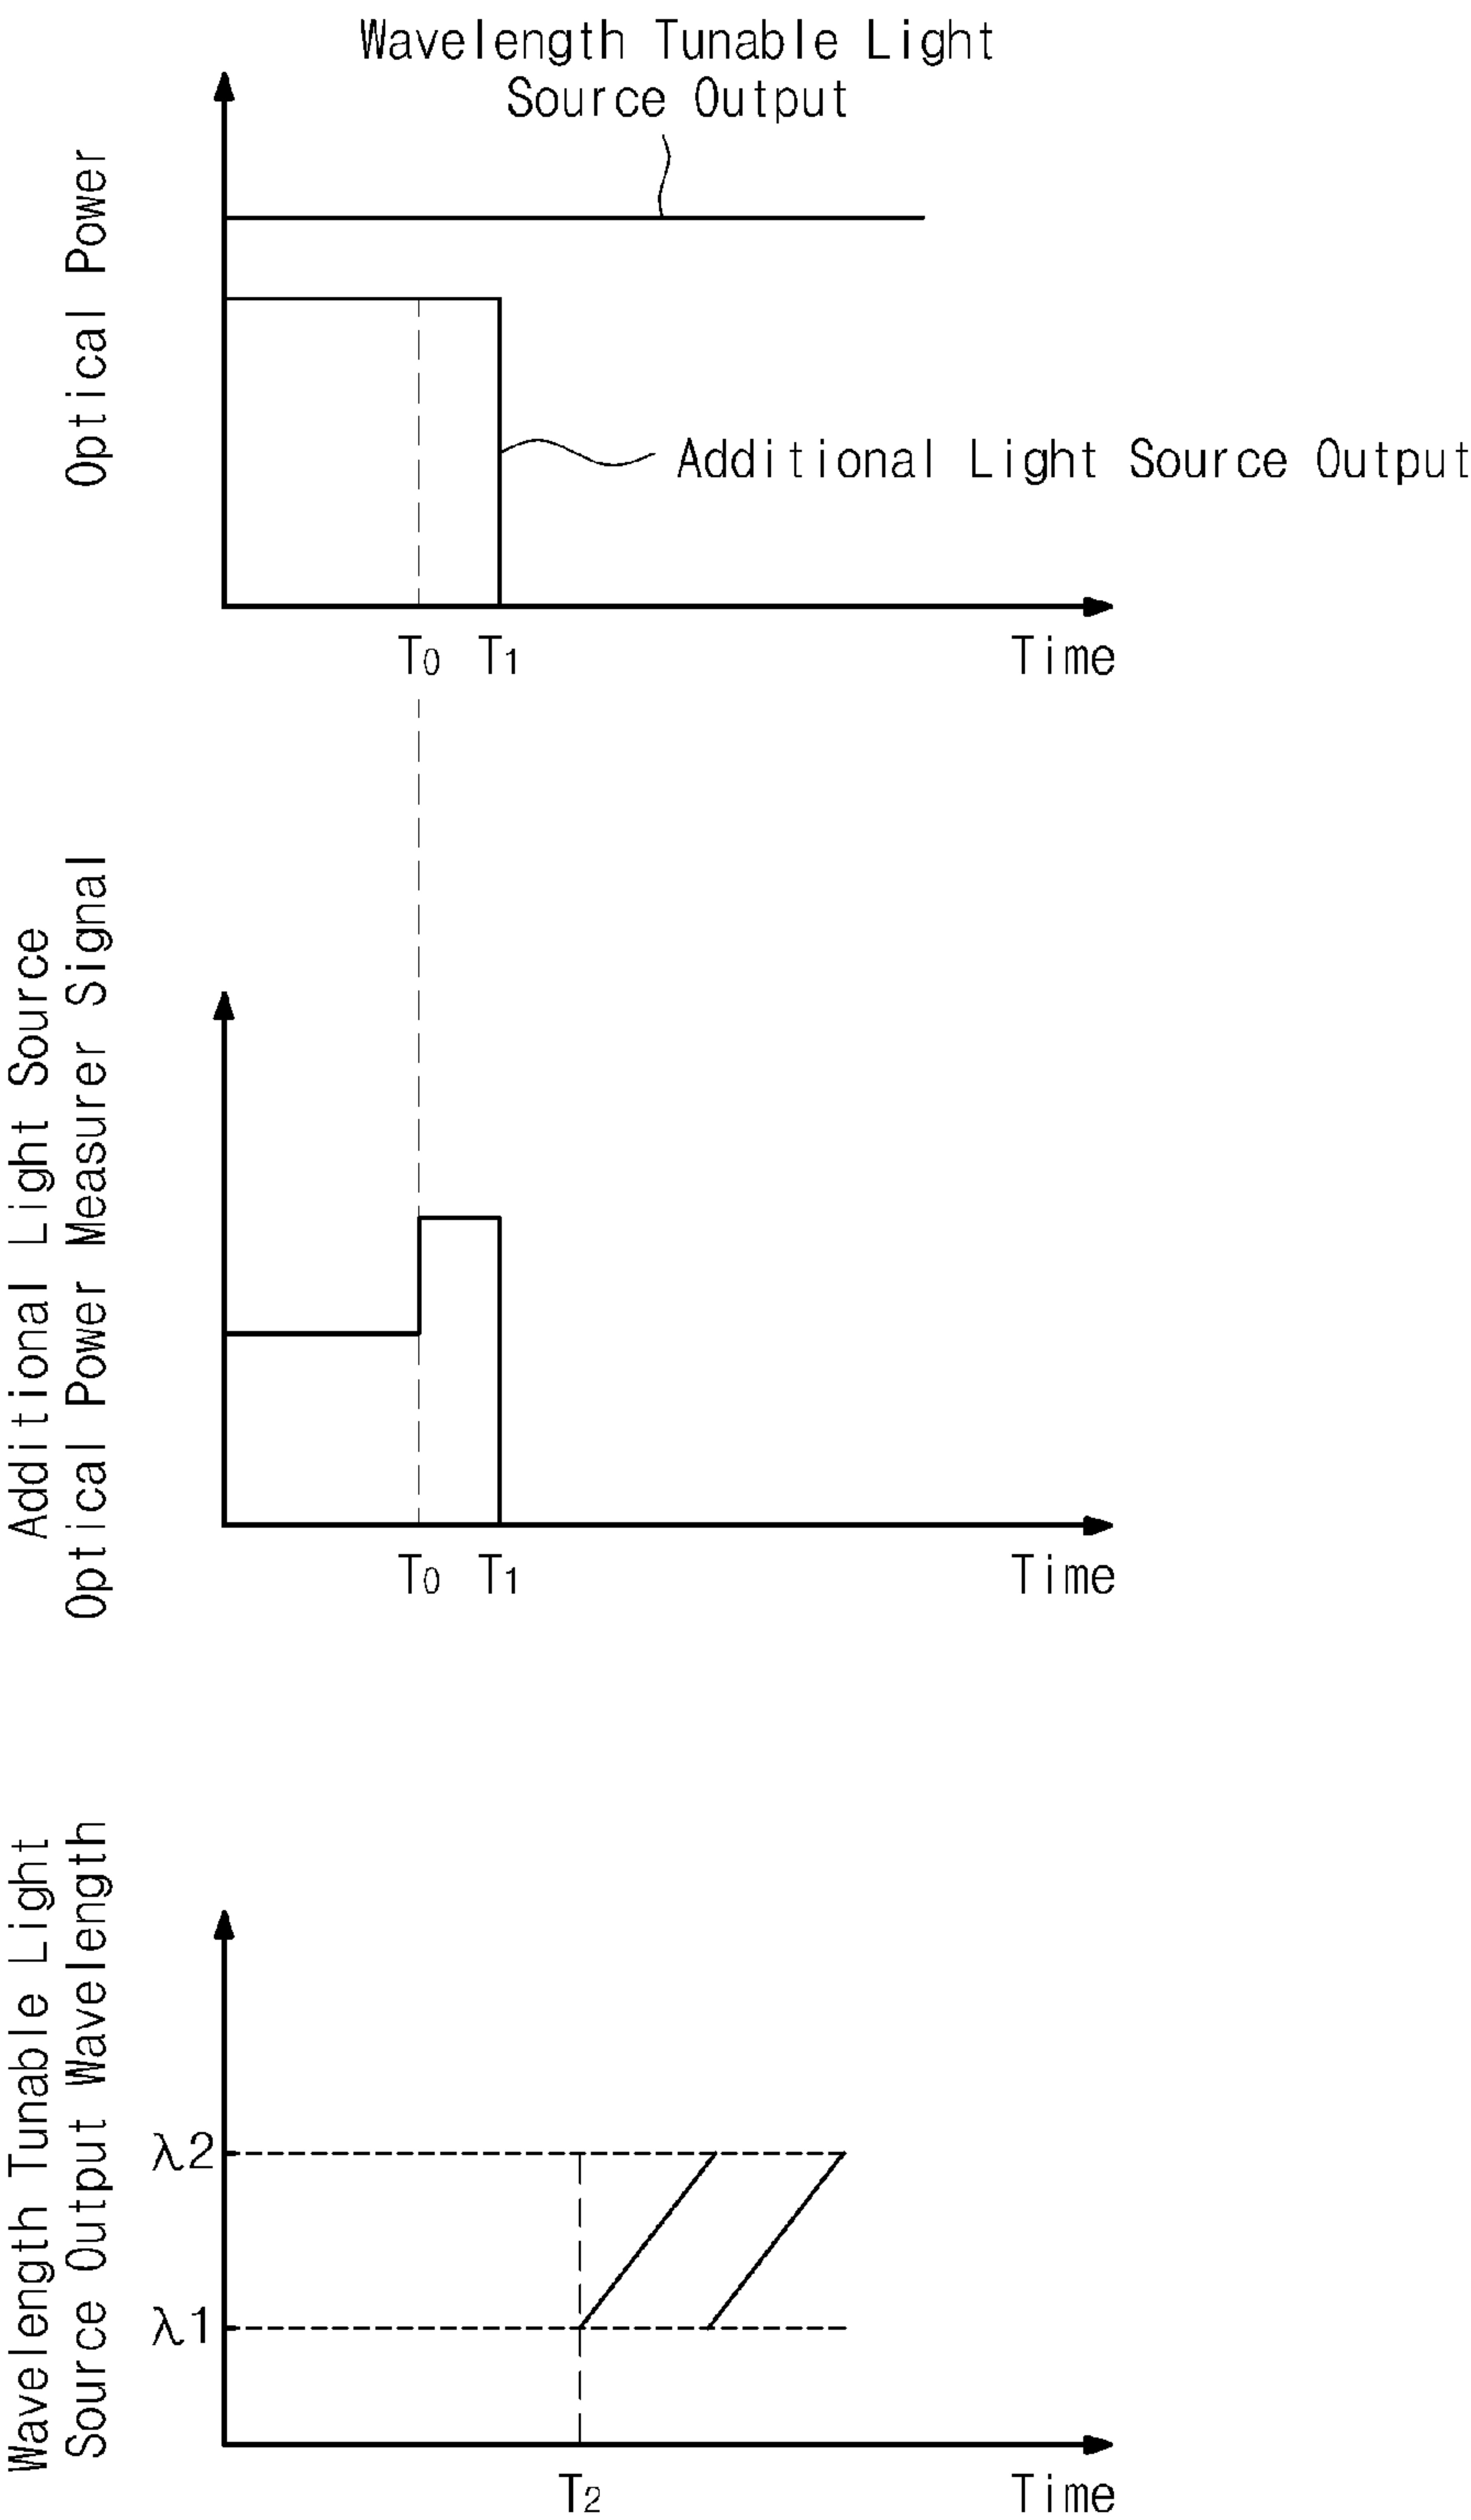 Wavelength Tunable Light
Source Output
Optical Power
Additional Light Source Output
T0 T1 Time
Additional Light Source
Optical Power Measurer Signal
T0 T1 Time
Wavelength Tunable Light
Source Output Wavelength
λ2
λ1
T2 Time